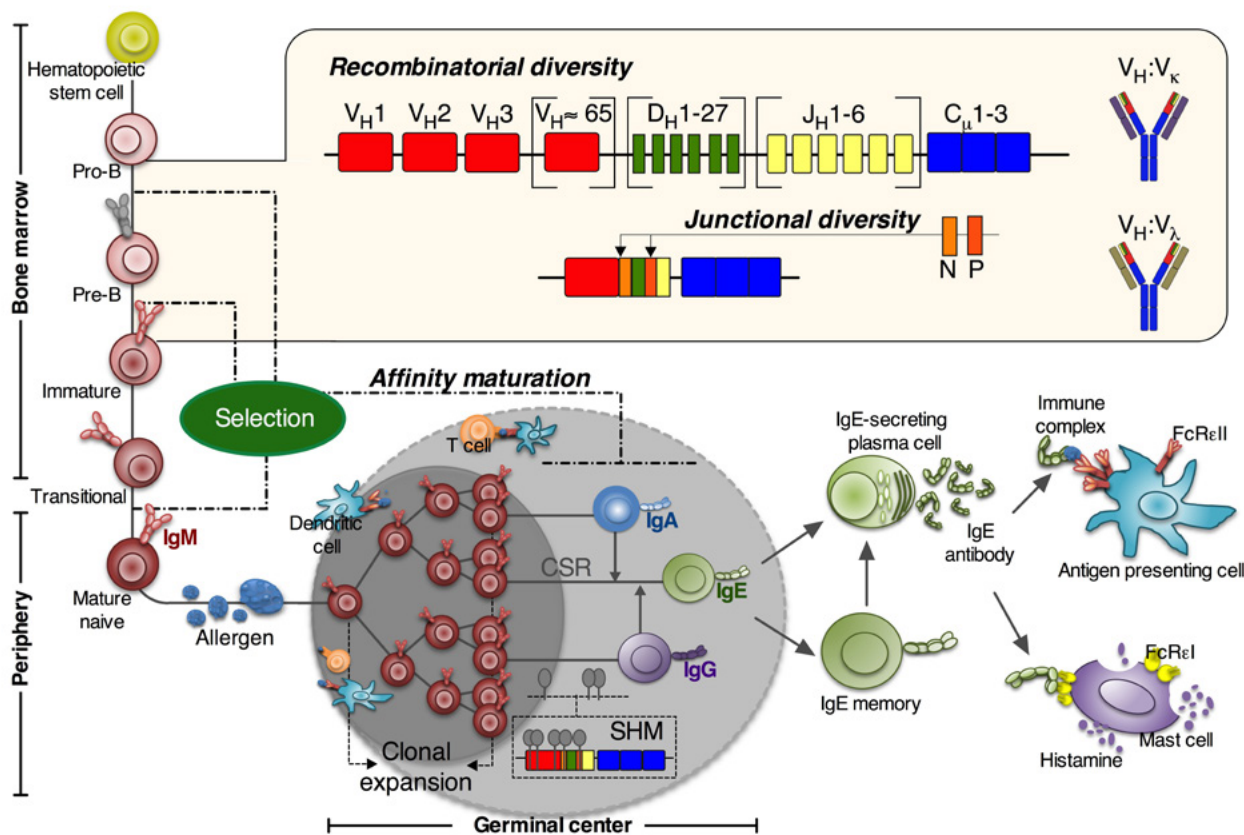 Hematopoietic
stem cell
Pro-B
Pre-B
Immature
Transitional
IgM
Mature
naive
Bone marrow
Periphery
Recombinatorial diversity
V_H1
V_H2
V_H3
V_H≈ 65
D_H1-27
J_H1-6
C_μ1-3
V_H:V_κ
Junctional diversity
N
P
V_H:V_λ
Selection
Affinity maturation
Allergen
T cell
Dendritic
cell
IgA
CSR
IgE
IgG
SHM
Clonal
expansion
Germinal center
IgE-secreting
plasma cell
IgE
antibody
IgE memory
Immune
complex
FcRεII
Antigen presenting cell
FcRεI
Mast cell
Histamine